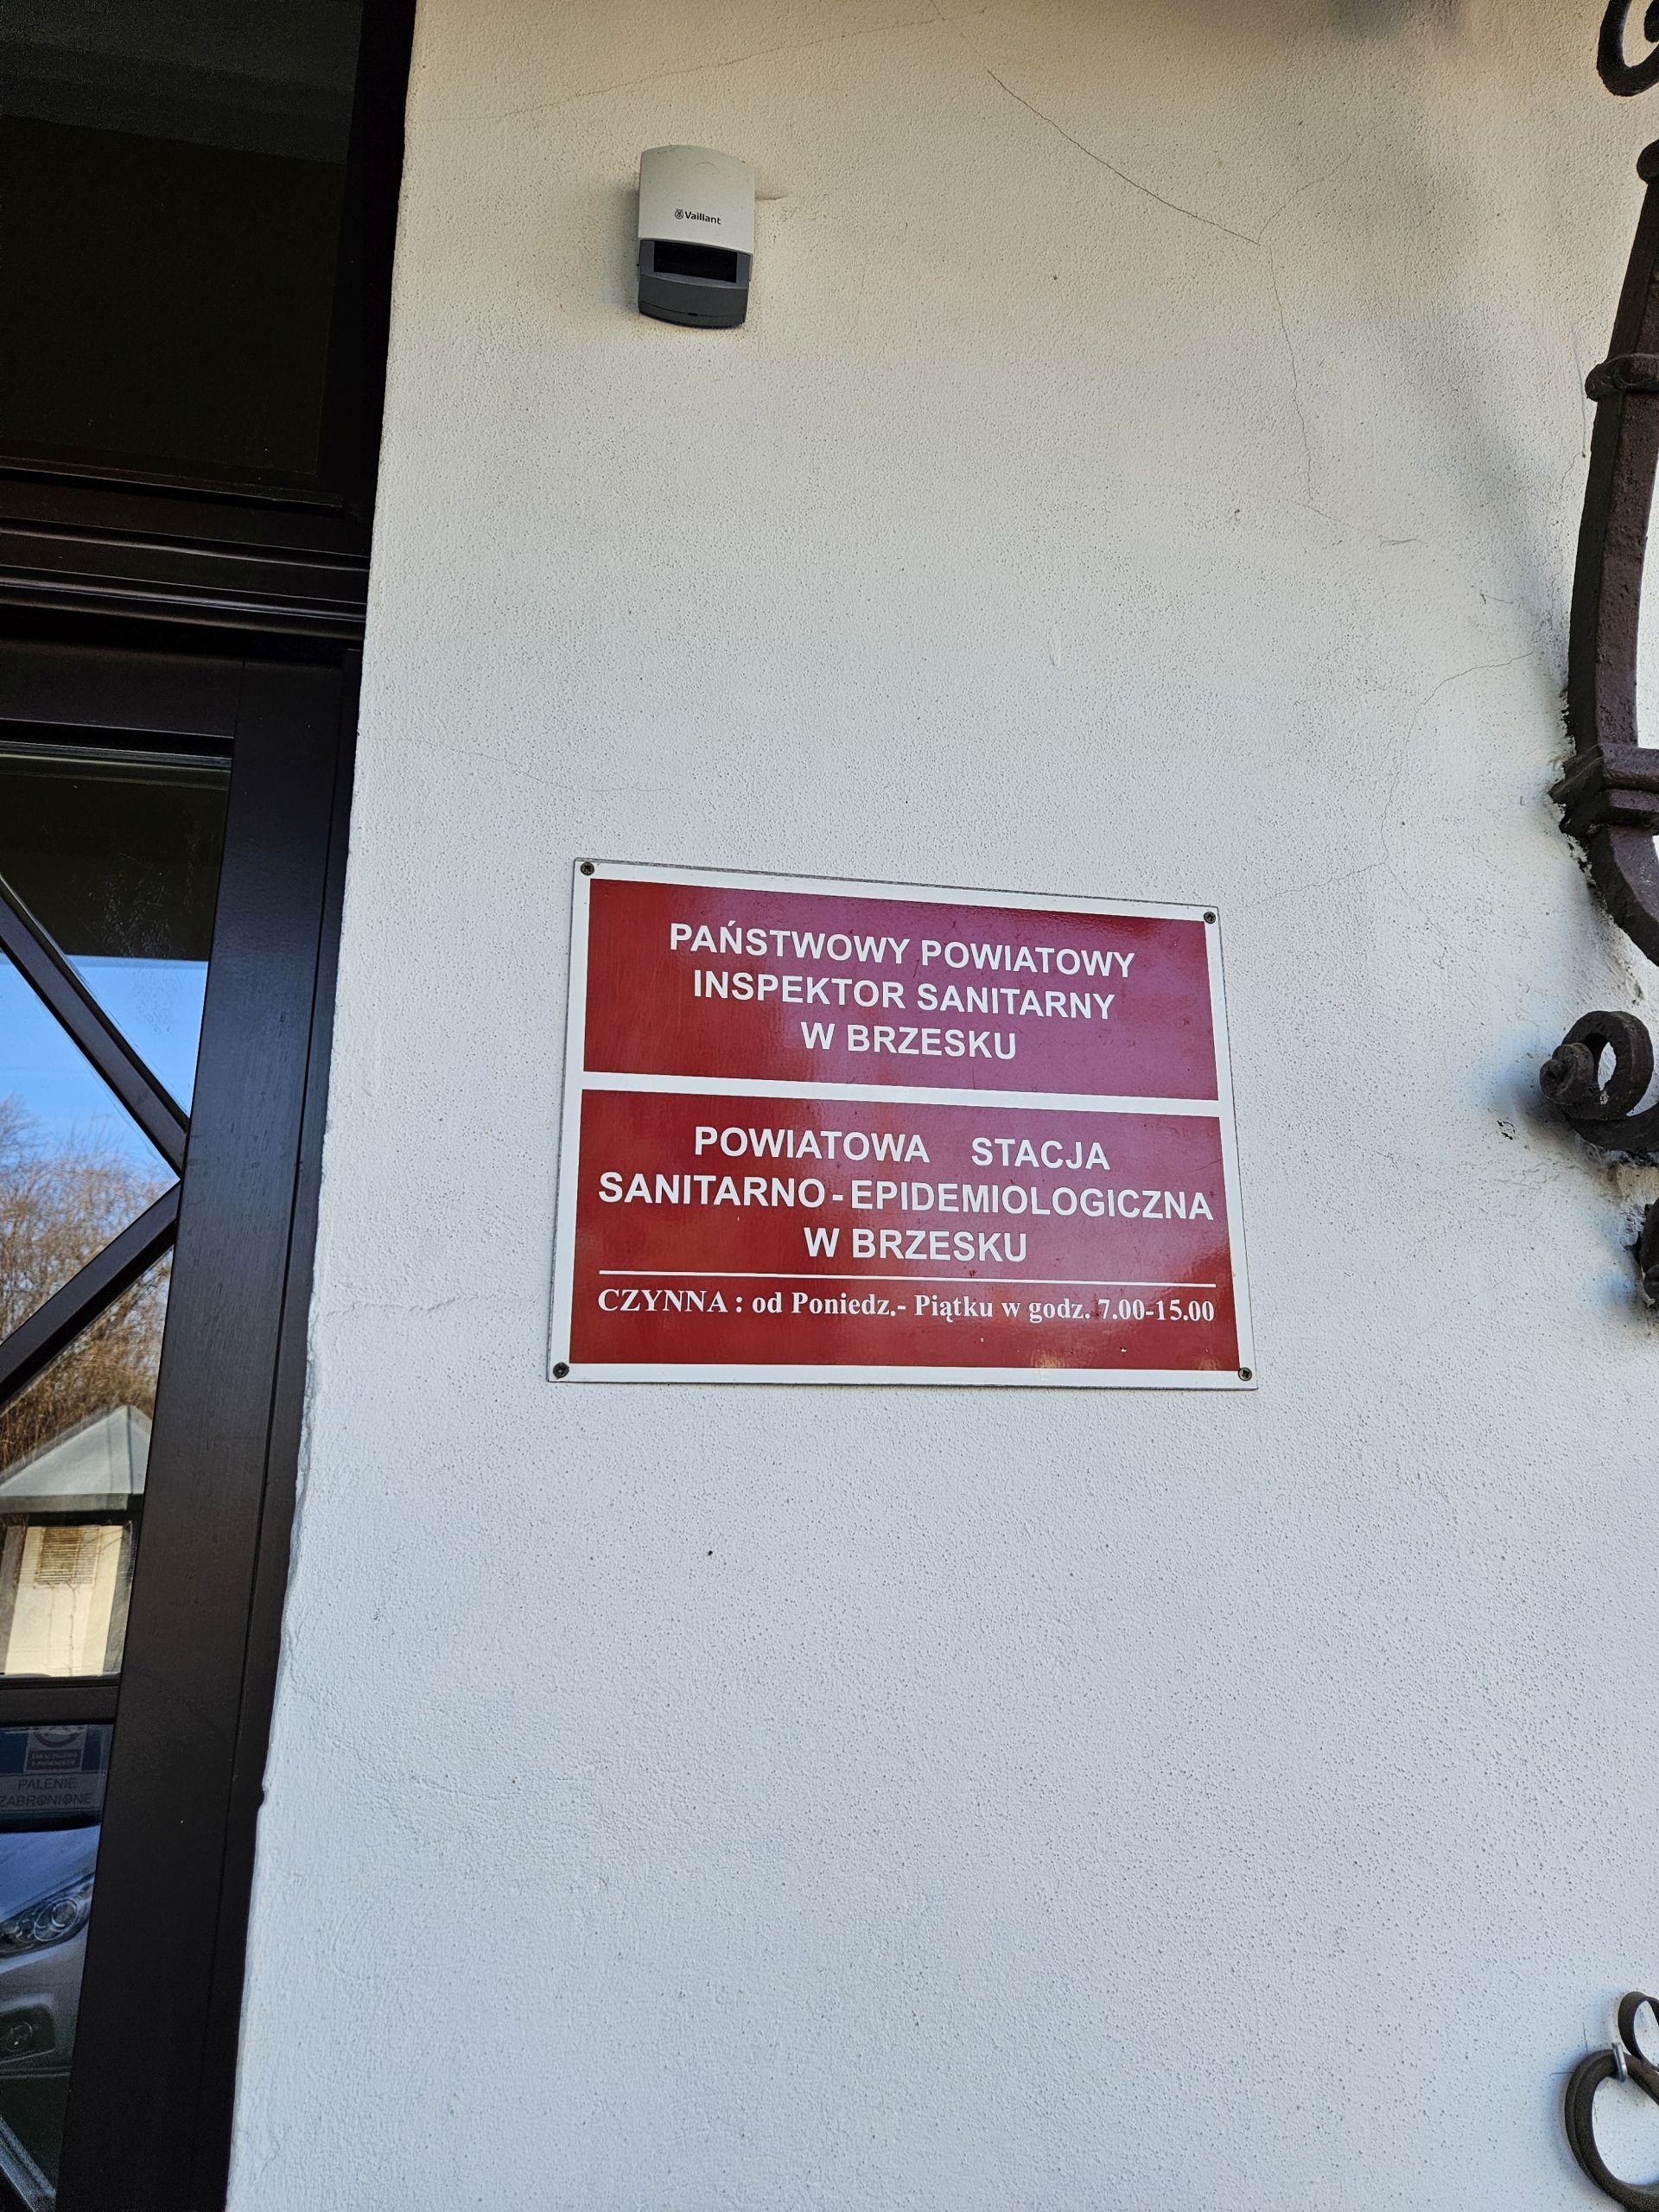 Vaillant
PAŃSTWOWY POWIATOWY
INSPEKTOR SANITARNY
W BRZESKU
POWIATOWA STACJA
SANITARNO-EPIDEMIOLOGICZNA
W BRZESKU
CZYNNA : od Poniedz.- Piątku w godz. 7.00-15.00
PALENIE
ZABRONIONE